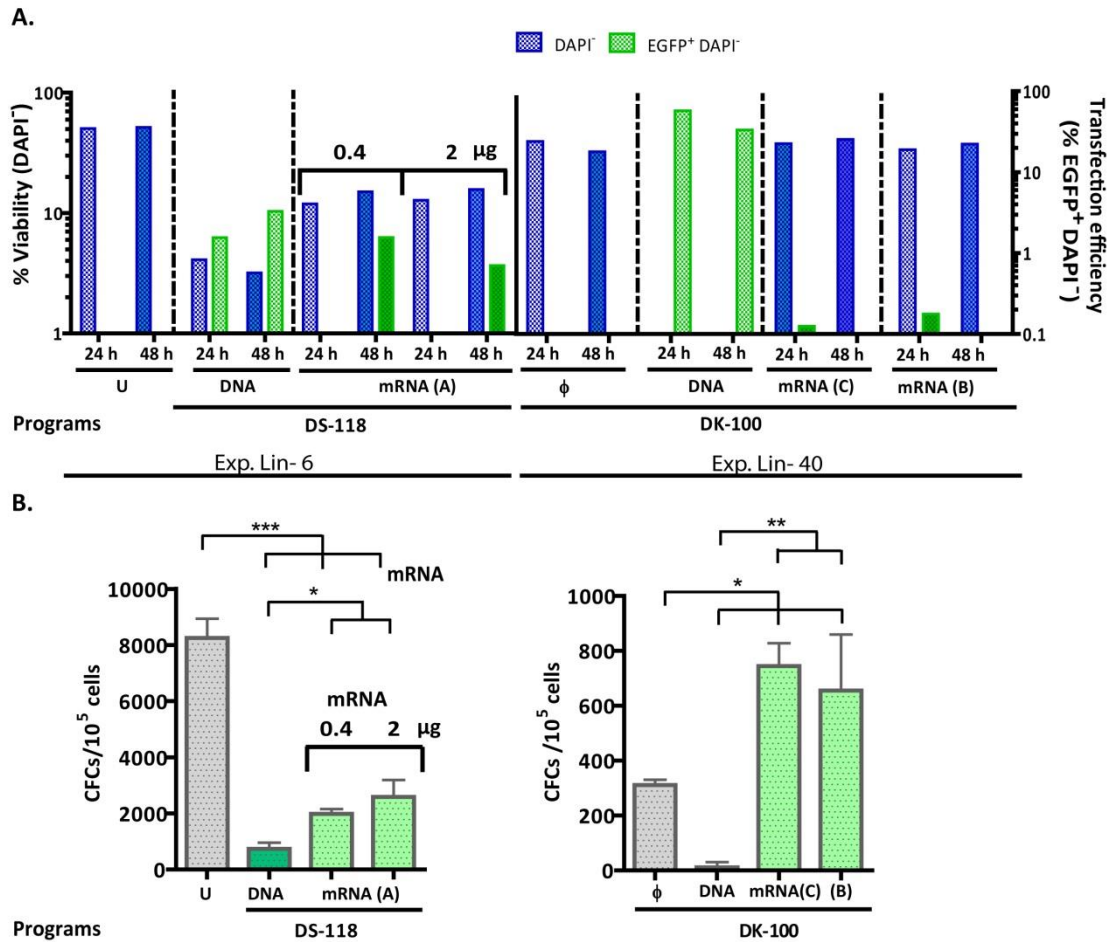 A.
DAPI⁻ EGFP⁺ DAPI⁻
% Viability (DAPI⁻)
100
10
1
0.4 2 µg
100
10
1
0.1
Transfection efficiency
(% EGFP⁺DAPI⁻)
24 h 48 h 24 h 48 h 24 h 48 h 24 h 48 h 24 h 48 h 24 h 48 h 24 h 48 h 24 h 48 h
U DNA mRNA (A) ϕ DNA mRNA (C) mRNA (B)
Programs DS-118 DK-100
Exp. Lin- 6 Exp. Lin- 40
B.
***
mRNA
*
mRNA
0.4 2 µg
CFCs/10⁵ cells
10000
8000
6000
4000
2000
0
U DNA mRNA (A)
**
*
CFCs /10⁵ cells
1000
800
600
400
200
0
ϕ DNA mRNA(C) (B)
Programs DS-118 DK-100